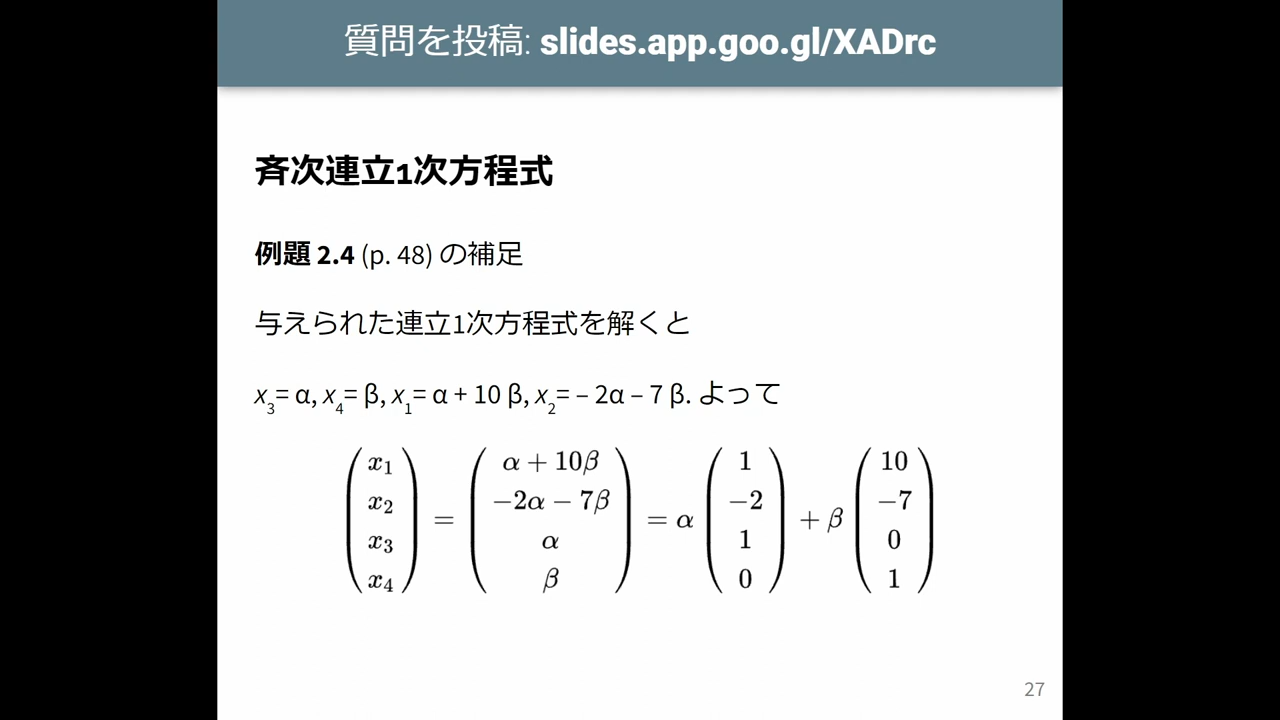 質問を投稿: slides.app.goo.gl/XADrc
斉次連立1次方程式
例題 2.4 (p. 48) の補足
与えられた連立1次方程式を解くと
x₃= α, x₄= β, x₁= α + 10 β, x₂= – 2α – 7 β. よって
(x₁ x₂ x₃ x₄) = (α + 10β −2α − 7β α β) = α (1 −2 1 0) + β (10 −7 0 1)
27